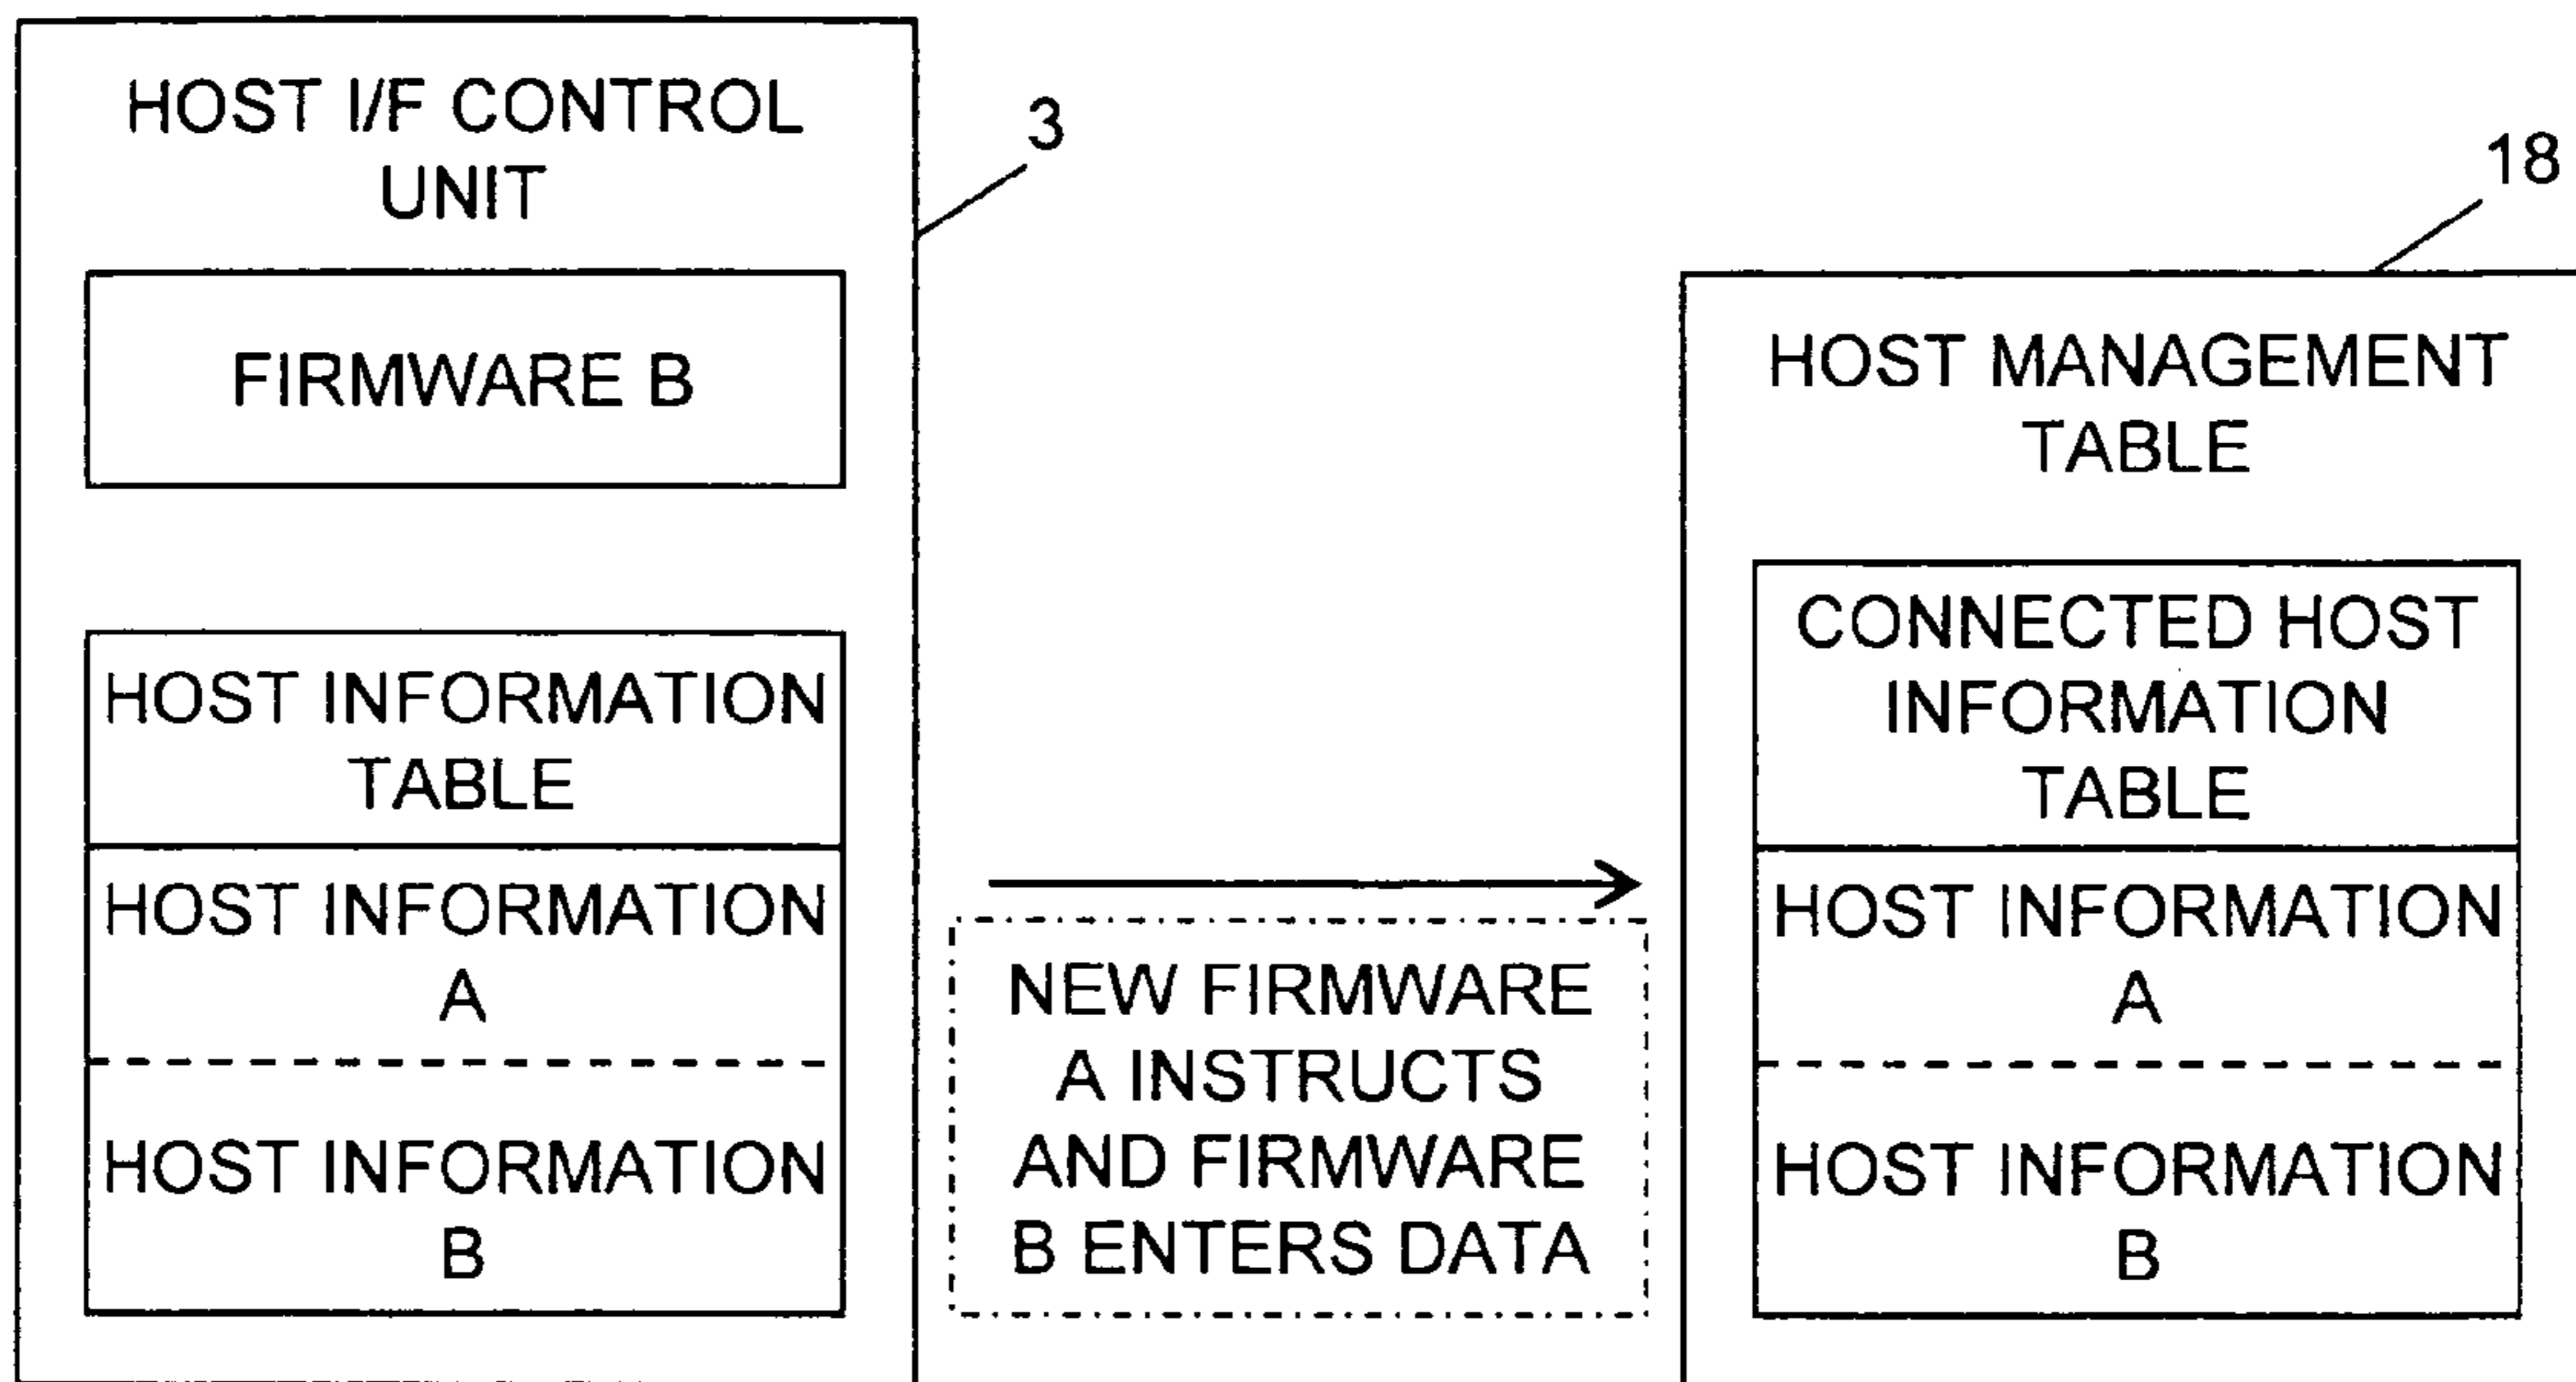 HOST I/F CONTROL
UNIT
3
FIRMWARE B
HOST INFORMATION
TABLE
HOST INFORMATION
A
HOST INFORMATION
B
NEW FIRMWARE
A INSTRUCTS
AND FIRMWARE
B ENTERS DATA
18
HOST MANAGEMENT
TABLE
CONNECTED HOST
INFORMATION
TABLE
HOST INFORMATION
A
HOST INFORMATION
B